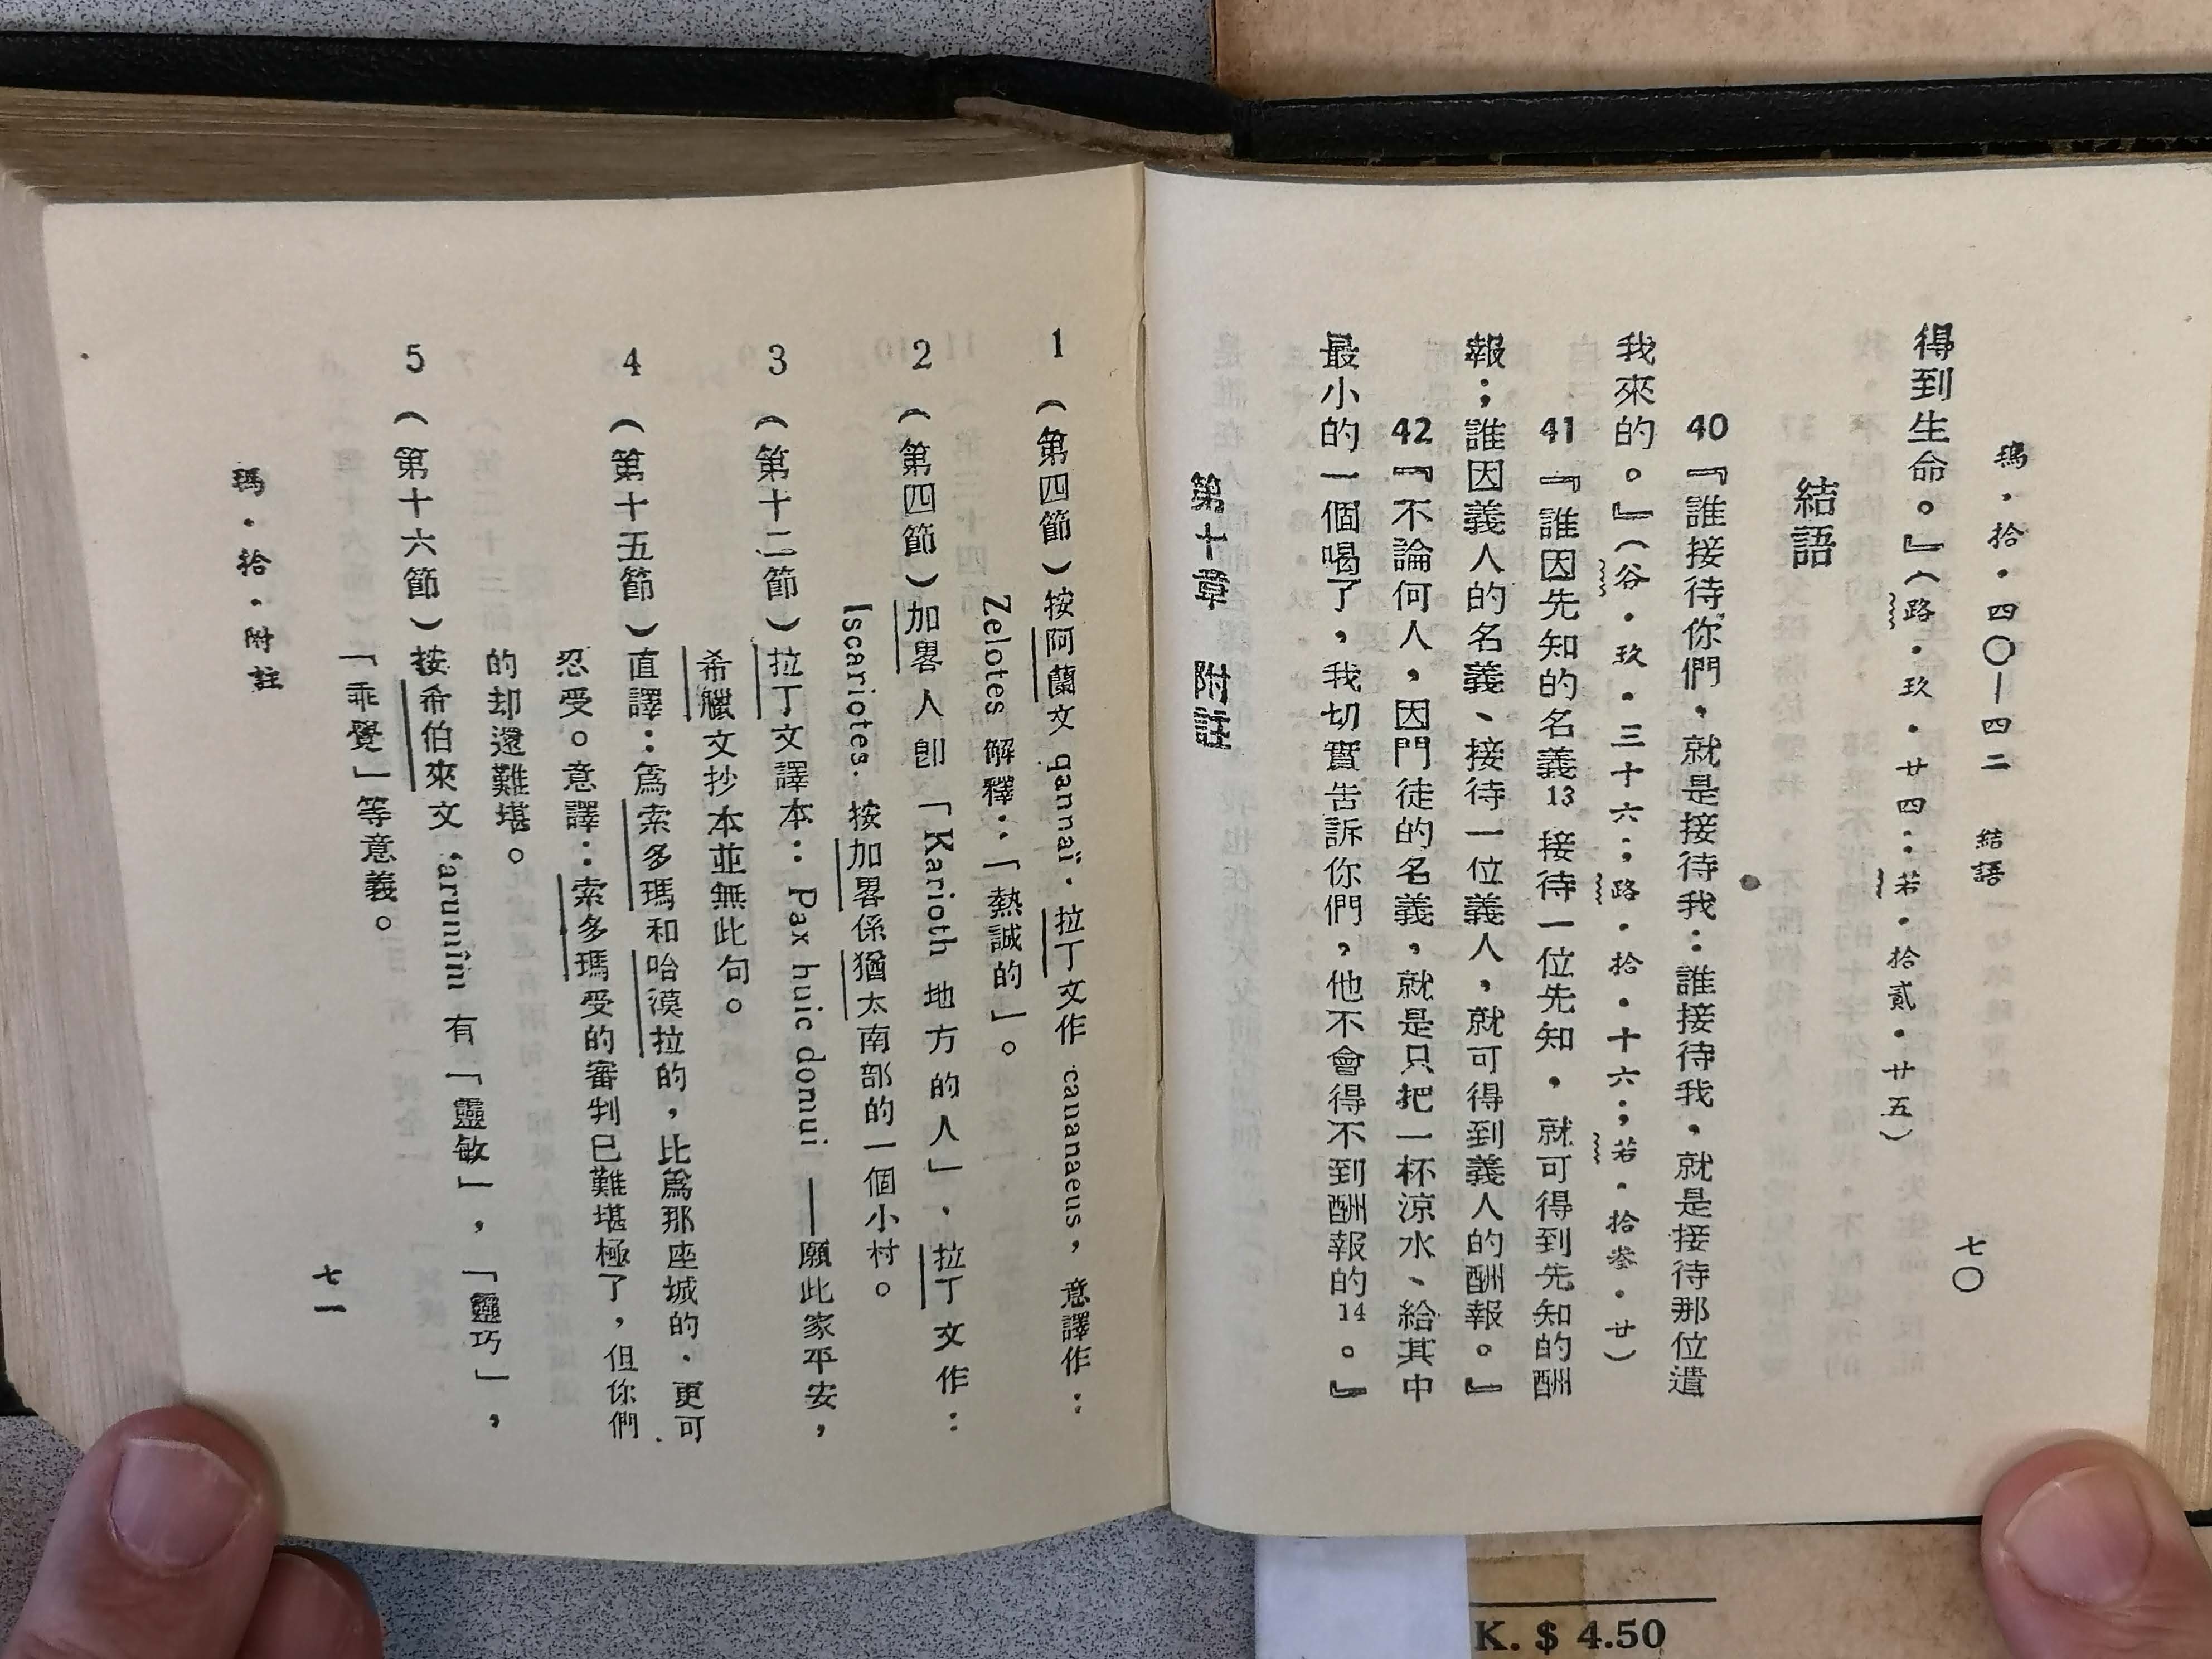 瑪．拾．四〇—四二　結語　七〇
得到生命。』（路．玖．廿四；若．拾貳．廿五）
結語
40『誰接待你們，就是接待我：誰接待我，就是接待那位遣
我來的。』（谷．玖．三十六；路．拾．十六；若．拾叁．廿）
41『誰因先知的名義13接待一位先知，就可得到先知的酬
報；誰因義人的名義、接待一位義人，就可得到義人的酬報。』
42『不論何人，因門徒的名義，就是只把一杯涼水、給其中
最小的一個喝了，我切實告訴你們，他不會得不到酬報的14。』
第十章　附註
1（第四節）按阿蘭文 qannaï. 拉丁文作 cananaeus, 意譯作：
Zelotes 解釋：「熱誠的」。
2（第四節）加畧人卽「Karioth 地方的人」、拉丁文作：
Iscariotes. 按加畧係猶太南部的一個小村。
3（第十二節）拉丁文譯本：Pax huic domui ——願此家平安，
希臘文抄本並無此句。
4（第十五節）直譯：爲索多瑪和哈漠拉的，比爲那座城的．更可
忍受。意譯：索多瑪受的審判已難堪極了，但你們
的却還難堪。
5（第十六節）按希伯來文 'arumîm 有「靈敏」，「靈巧」，
「乖覺」等意義。
瑪．拾．附註　七一
K. $ 4.50